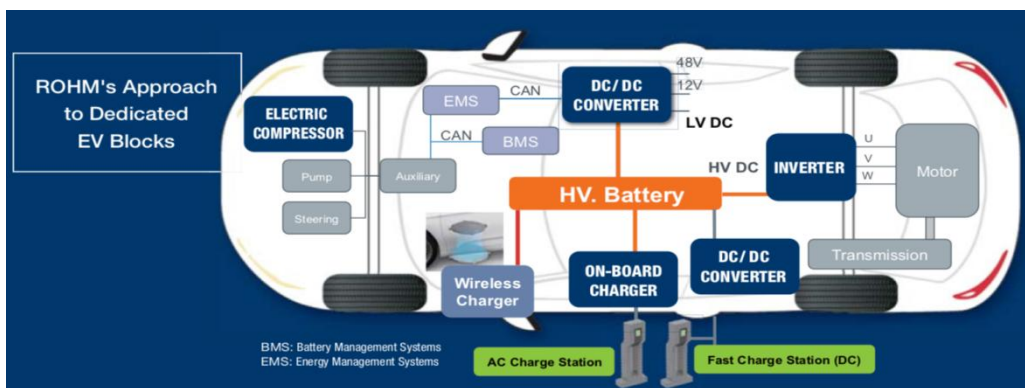 ROHM's Approach
to Dedicated
EV Blocks
ELECTRIC
COMPRESSOR
Pump
Steering
Auxiliary
EMS
CAN
CAN
BMS
DC/DC
CONVERTER
48V
12V
LV DC
HV. Battery
HV DC
INVERTER
U
V
W
Motor
Transmission
Wireless
Charger
ON-BOARD
CHARGER
DC/DC
CONVERTER
BMS: Battery Management Systems
EMS: Energy Management Systems
AC Charge Station
Fast Charge Station (DC)